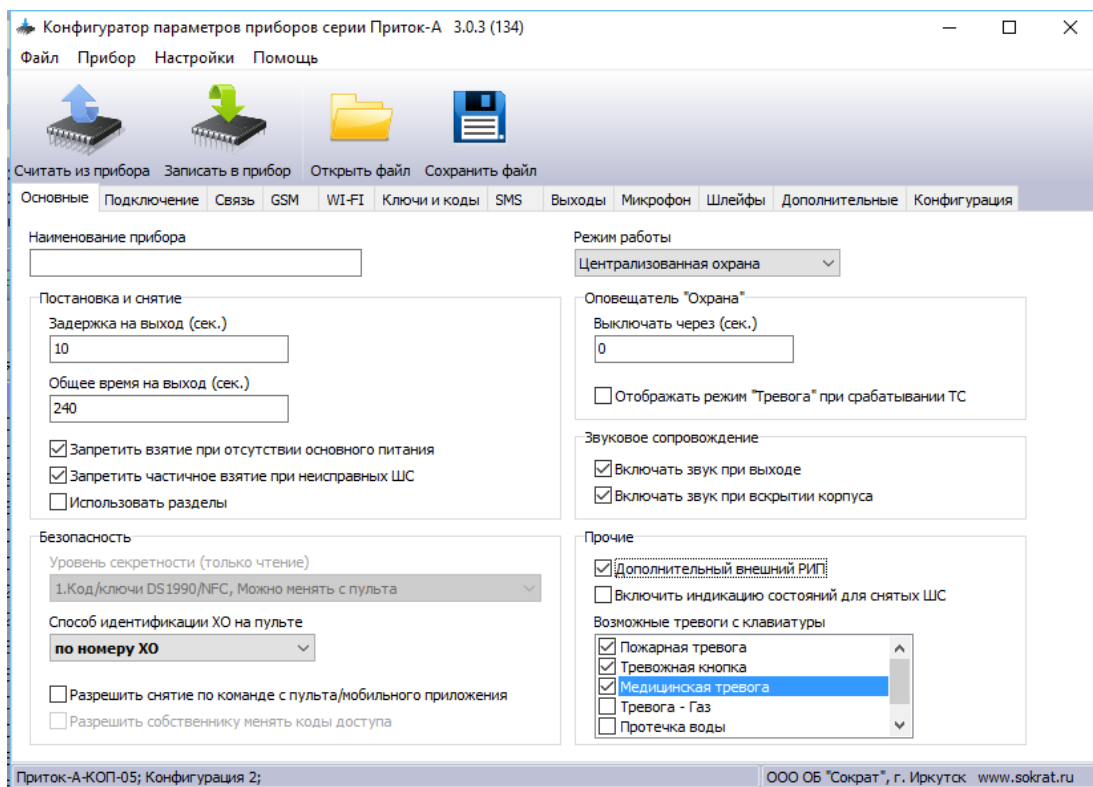 Конфигуратор параметров приборов серии Приток-А 3.0.3 (134)
Файл Прибор Настройки Помощь
Считать из прибора Записать в прибор Открыть файл Сохранить файл
Основные Подключение Связь GSM WI-FI Ключи и коды SMS Выходы Микрофон Шлейфы Дополнительные Конфигурация
Наименование прибора
Режим работы
Централизованная охрана
Постановка и снятие
Задержка на выход (сек.)
10
Общее время на выход (сек.)
240
Запретить взятие при отсутствии основного питания
Запретить частичное взятие при неисправных ШС
Использовать разделы
Оповещатель "Охрана"
Выключать через (сек.)
0
Отображать режим "Тревога" при срабатывании ТС
Звуковое сопровождение
Включать звук при выходе
Включать звук при вскрытии корпуса
Безопасность
Уровень секретности (только чтение)
1.Код/ключи DS1990/NFC, Можно менять с пульта
Способ идентификации ХО на пульте
по номеру ХО
Разрешить снятие по команде с пульта/мобильного приложения
Разрешить собственнику менять коды доступа
Прочие
Дополнительный внешний РИП
Включить индикацию состояний для снятых ШС
Возможные тревоги с клавиатуры
Пожарная тревога
Тревожная кнопка
Медицинская тревога
Тревога - Газ
Протечка воды
Приток-А-КОП-05; Конфигурация 2;
ООО ОБ "Сократ", г. Иркутск www.sokrat.ru